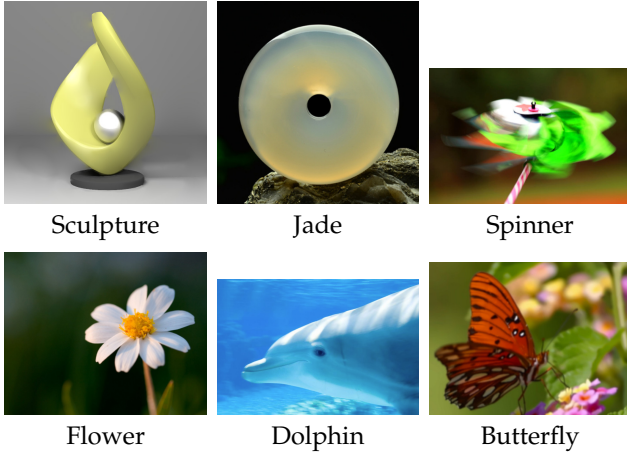 Sculpture
Jade
Spinner
Flower
Dolphin
Butterfly